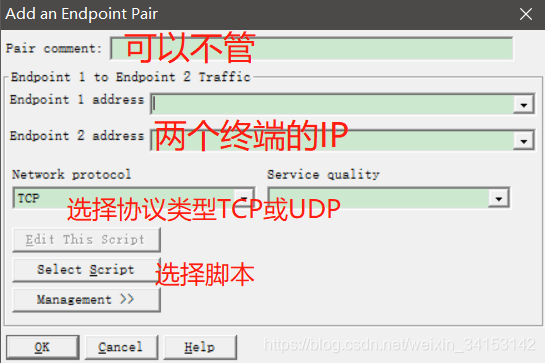 Add an Endpoint Pair
Pair comment: 可以不管
Endpoint 1 to Endpoint 2 Traffic
Endpoint 1 address
Endpoint 2 address 两个终端的IP
Network protocol Service quality
TCP
选择协议类型TCP或UDP
Edit This Script
Select Script 选择脚本
Management >>
OK Cancel Help
https://blog.csdn.net/weixin_34153142